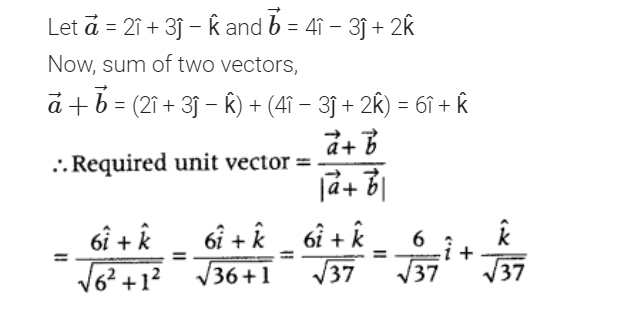 Let a⃗ = 2î + 3ĵ − k̂ and b⃗ = 4î − 3ĵ + 2k̂
Now, sum of two vectors,
a⃗ + b⃗ = (2î + 3ĵ − k̂) + (4î − 3ĵ + 2k̂) = 6î + k̂
∴ Required unit vector = (a⃗ + b⃗) / |a⃗ + b⃗|
= (6î + k̂) / √(6² + 1²) = (6î + k̂) / √(36 + 1) = (6î + k̂) / √37 = 6/√37 î + k̂/√37